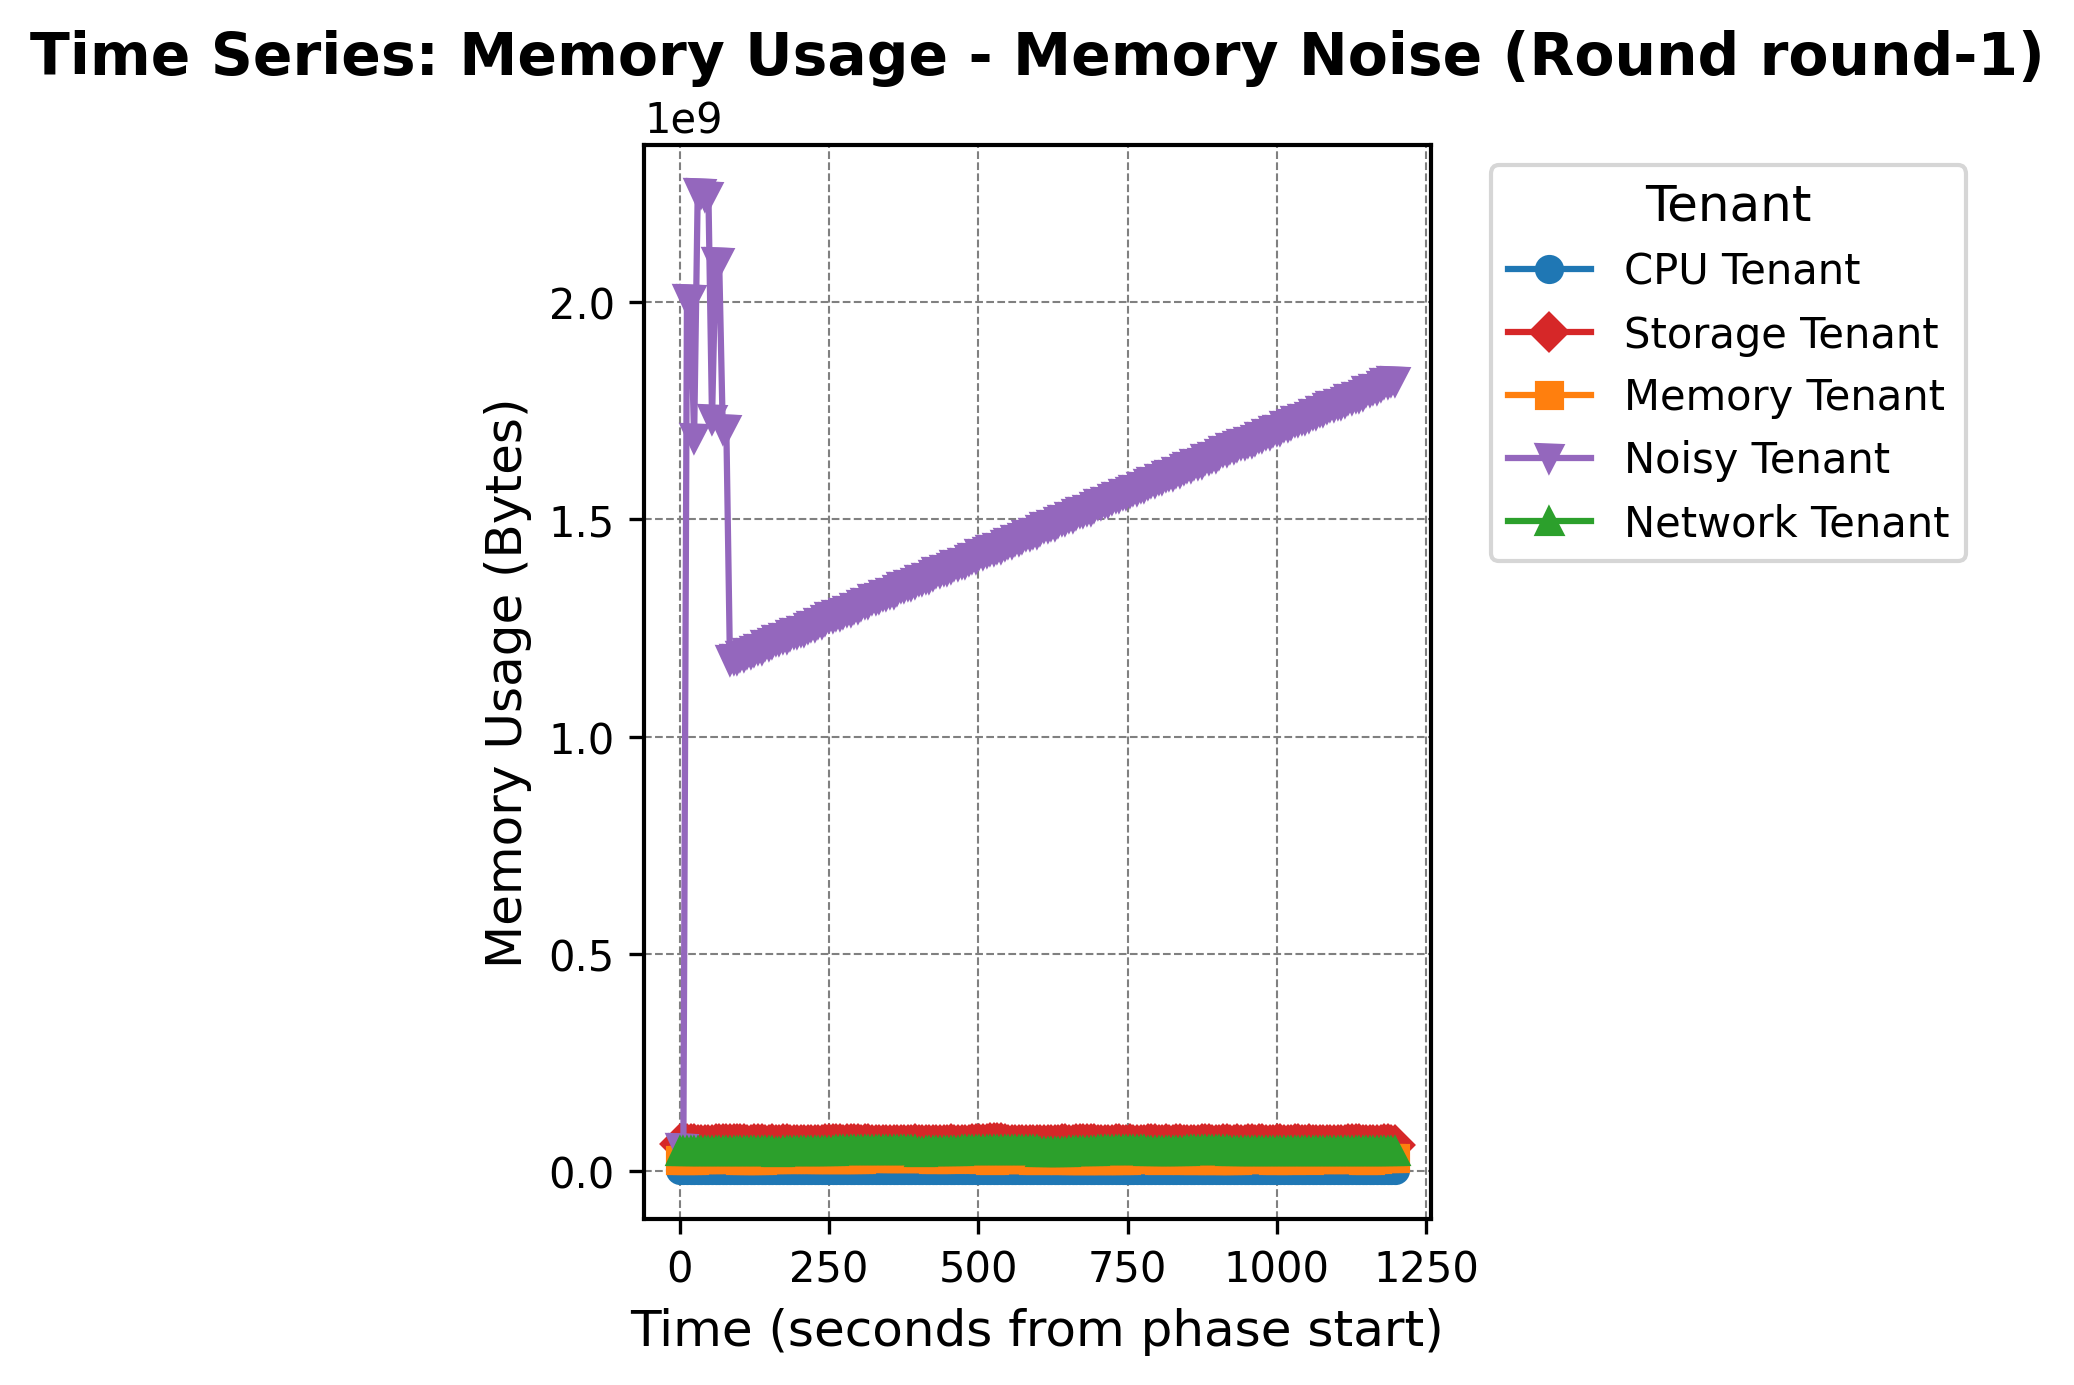 Time Series: Memory Usage - Memory Noise (Round round-1)
1e9
Memory Usage (Bytes)
2.0
1.5
1.0
0.5
0.0
0 250 500 750 1000 1250
Time (seconds from phase start)
Tenant
CPU Tenant
Storage Tenant
Memory Tenant
Noisy Tenant
Network Tenant